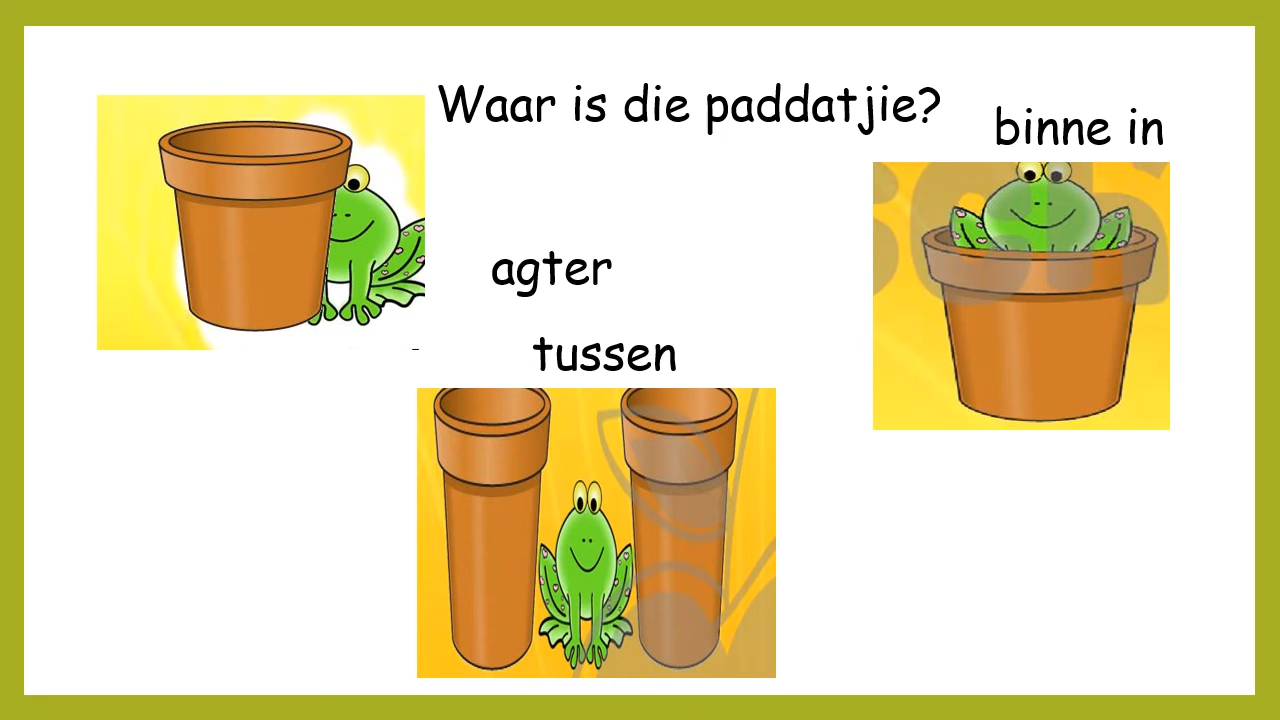 Waar is die paddatjie?
binne in
agter
tussen